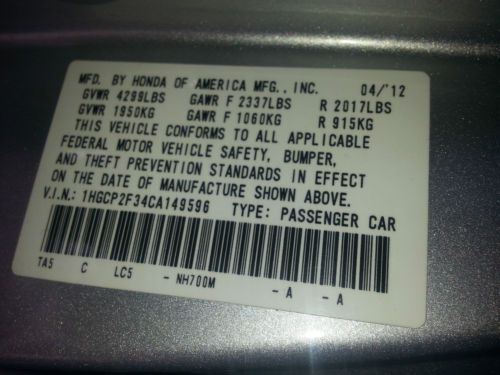 MFD. BY HONDA OF AMERICA MFG., INC. 04/'12
GVWR 4299LBS GAWR F 2337LBS R 2017LBS
GVWR 1950KG GAWR F 1060KG R 915KG
THIS VEHICLE CONFORMS TO ALL APPLICABLE
FEDERAL MOTOR VEHICLE SAFETY, BUMPER,
AND THEFT PREVENTION STANDARDS IN EFFECT
ON THE DATE OF MANUFACTURE SHOWN ABOVE.
V.I.N.: 1HGCP2F34CA149596 TYPE: PASSENGER CAR
TA5 C LC5 - NH700M - A - A